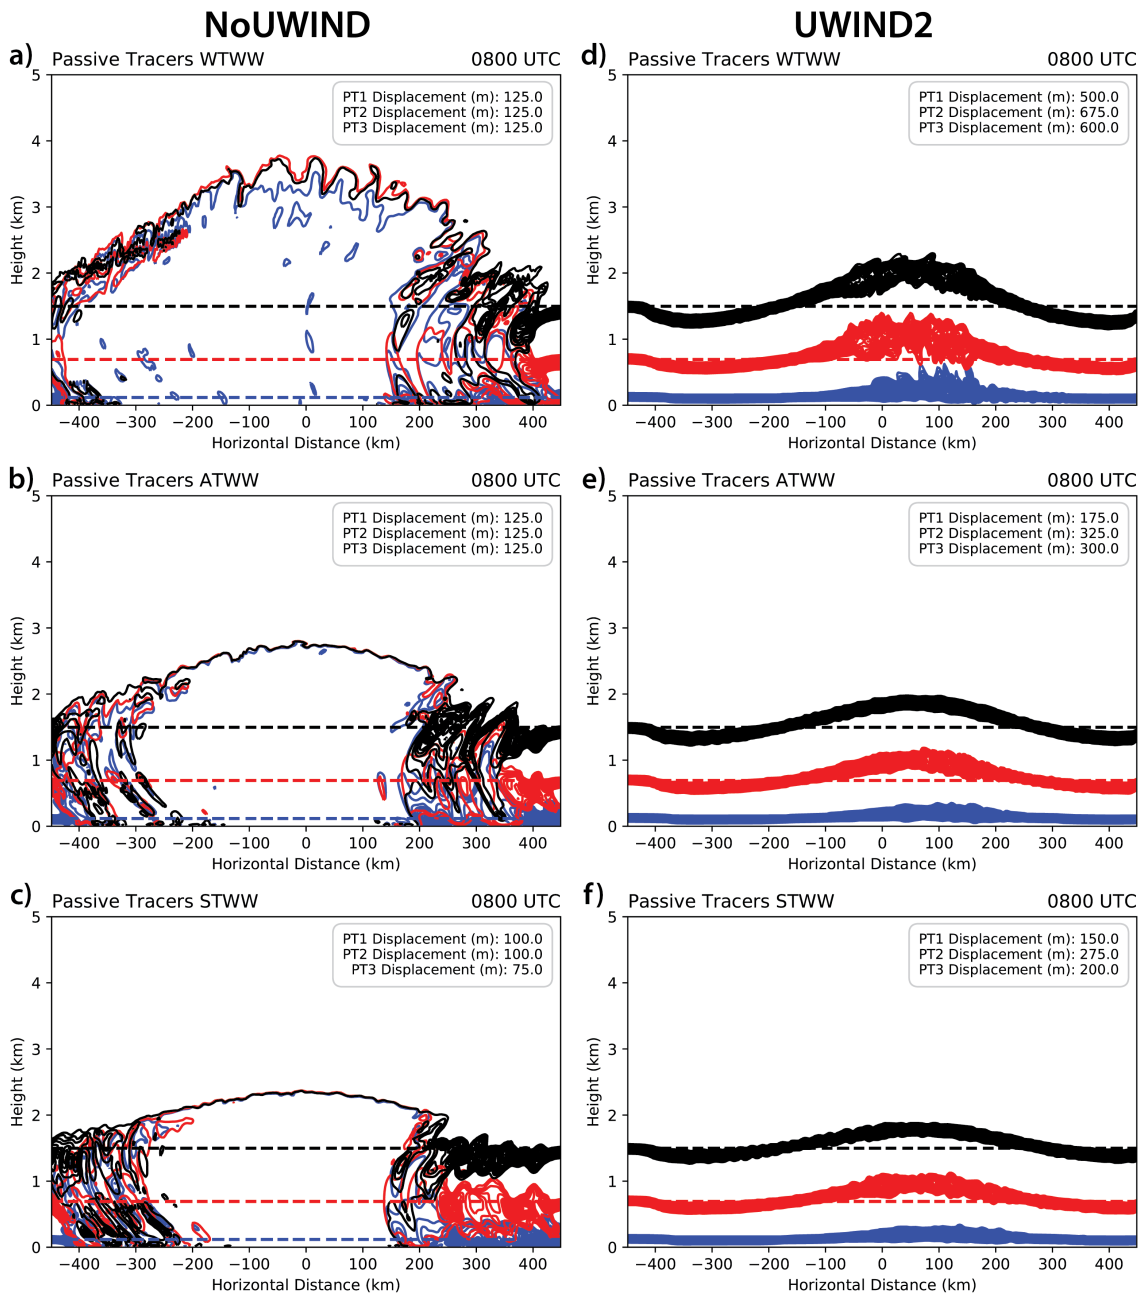 NoUWIND
UWIND2
a)
Passive Tracers WTWW
0800 UTC
PT1 Displacement (m): 125.0
PT2 Displacement (m): 125.0
PT3 Displacement (m): 125.0
5
4
3
2
1
0
Height (km)
−400 −300 −200 −100 0 100 200 300 400
Horizontal Distance (km)
d)
Passive Tracers WTWW
0800 UTC
PT1 Displacement (m): 500.0
PT2 Displacement (m): 675.0
PT3 Displacement (m): 600.0
5
4
3
2
1
0
Height (km)
−400 −300 −200 −100 0 100 200 300 400
Horizontal Distance (km)
b)
Passive Tracers ATWW
0800 UTC
PT1 Displacement (m): 125.0
PT2 Displacement (m): 125.0
PT3 Displacement (m): 125.0
5
4
3
2
1
0
Height (km)
−400 −300 −200 −100 0 100 200 300 400
Horizontal Distance (km)
e)
Passive Tracers ATWW
0800 UTC
PT1 Displacement (m): 175.0
PT2 Displacement (m): 325.0
PT3 Displacement (m): 300.0
5
4
3
2
1
0
Height (km)
−400 −300 −200 −100 0 100 200 300 400
Horizontal Distance (km)
c)
Passive Tracers STWW
0800 UTC
PT1 Displacement (m): 100.0
PT2 Displacement (m): 100.0
PT3 Displacement (m): 75.0
5
4
3
2
1
0
Height (km)
−400 −300 −200 −100 0 100 200 300 400
Horizontal Distance (km)
f)
Passive Tracers STWW
0800 UTC
PT1 Displacement (m): 150.0
PT2 Displacement (m): 275.0
PT3 Displacement (m): 200.0
5
4
3
2
1
0
Height (km)
−400 −300 −200 −100 0 100 200 300 400
Horizontal Distance (km)